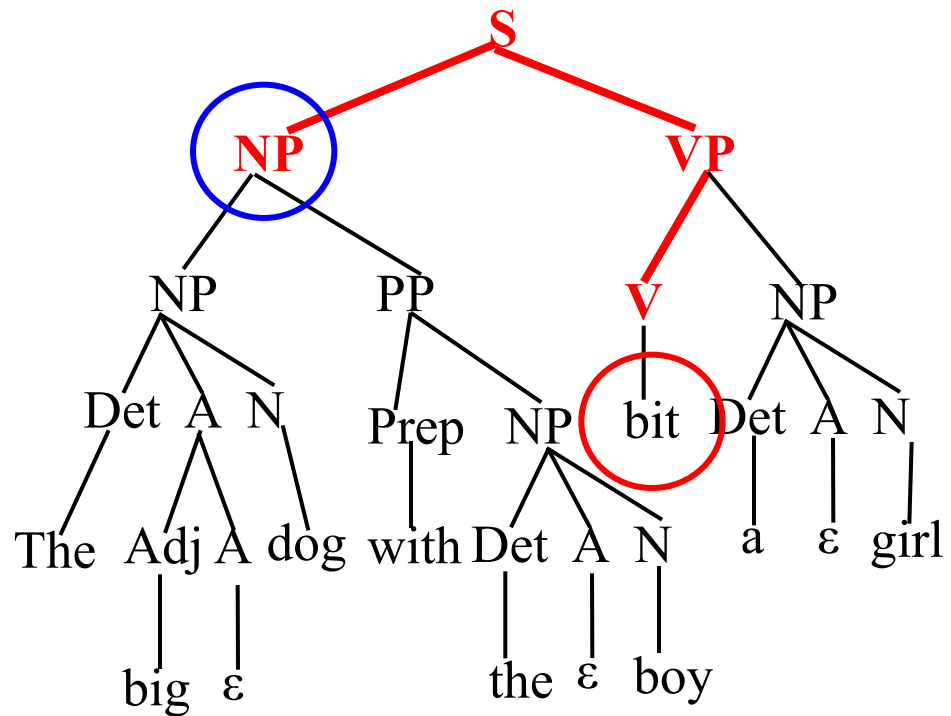 S
NP VP
NP PP V NP
Det A N Prep NP bit Det A N
The Adj A dog with Det A N a ε girl
big ε the ε boy